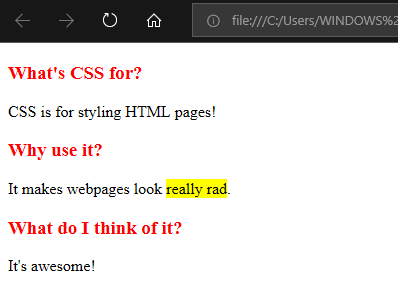 file:///C:/Users/WINDOWS%2
What's CSS for?
CSS is for styling HTML pages!
Why use it?
It makes webpages look really rad.
What do I think of it?
It's awesome!